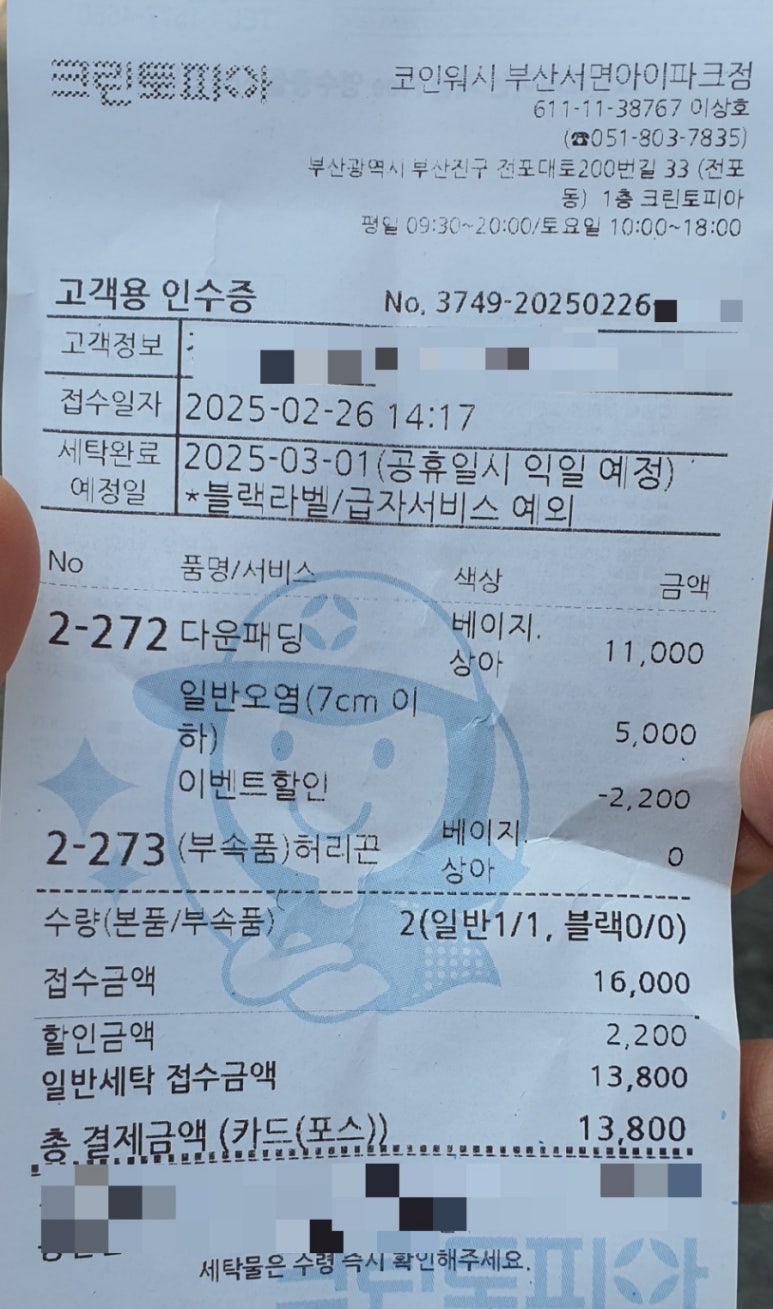 크린토피아
코인워시 부산서면아이파크점
611-11-38767 이상호
(☎051-803-7835)
부산광역시 부산진구 전포대로200번길 33 (전포
동) 1층 크린토피아
평일 09:30~20:00/토요일 10:00~18:00
고객용 인수증 No. 3749-20250226
고객정보
접수일자 2025-02-26 14:17
세탁완료 2025-03-01(공휴일시 익일 예정)
예정일 *블랙라벨/급자서비스 예외
No 품명/서비스 색상 금액
2-272 다운패딩 베이지. 11,000
상아
일반오염(7cm 이
하) 5,000
이벤트할인 -2,200
2-273 (부속품)허리끈 베이지. 0
상아
수량(본품/부속품) 2(일반1/1, 블랙0/0)
접수금액 16,000
할인금액 2,200
일반세탁 접수금액 13,800
총 결제금액 (카드(포스)) 13,800
세탁물은 수령 즉시 확인해주세요.
크린토피아